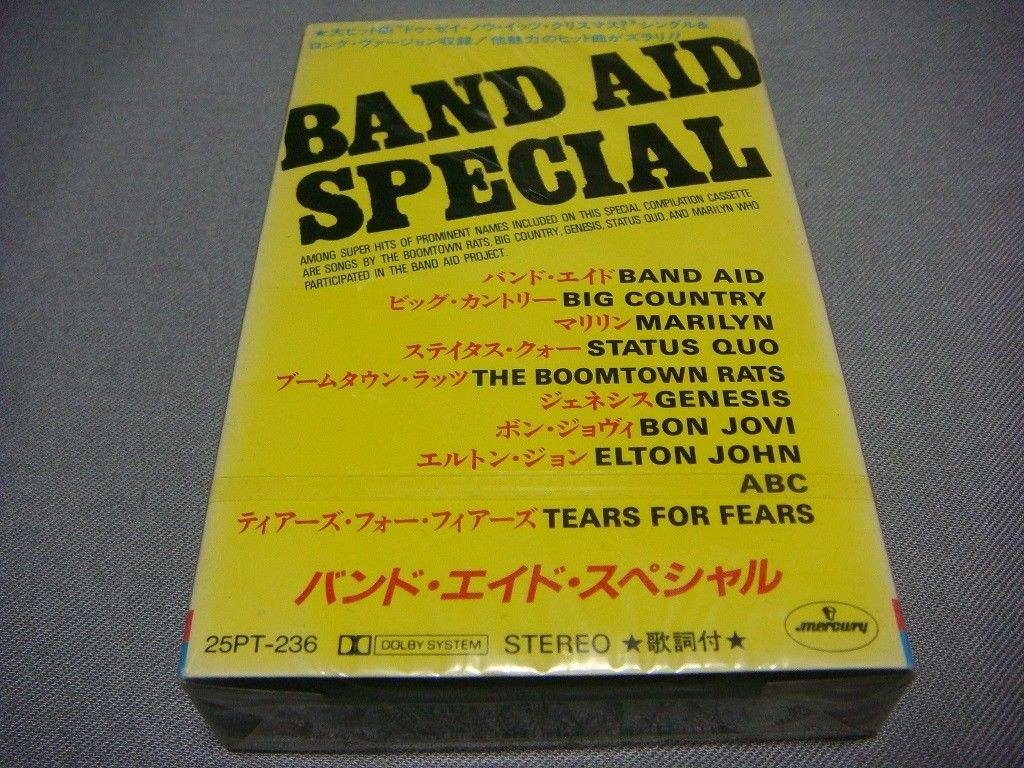 ★大ヒット曲"ドゥ・ゼイ・ノウ・イッツ・クリスマス?"シングル&
ロング・ヴァージョン収録/他魅力のヒット曲がズラリ!!
BAND AID
SPECIAL
AMONG SUPER HITS OF PROMINENT NAMES INCLUDED ON THIS SPECIAL COMPILATION CASSETTE
ARE SONGS BY THE BOOMTOWN RATS, BIG COUNTRY, GENESIS, STATUS QUO, AND MARILYN WHO
PARTICIPATED IN THE BAND AID PROJECT.
バンド・エイド BAND AID
ビッグ・カントリー BIG COUNTRY
マリリン MARILYN
ステイタス・クォー STATUS QUO
ブームタウン・ラッツ THE BOOMTOWN RATS
ジェネシス GENESIS
ボン・ジョヴィ BON JOVI
エルトン・ジョン ELTON JOHN
ABC
ティアーズ・フォー・フィアーズ TEARS FOR FEARS
バンド・エイド・スペシャル
25PT-236 DOLBY SYSTEM STEREO ★歌詞付★
mercury